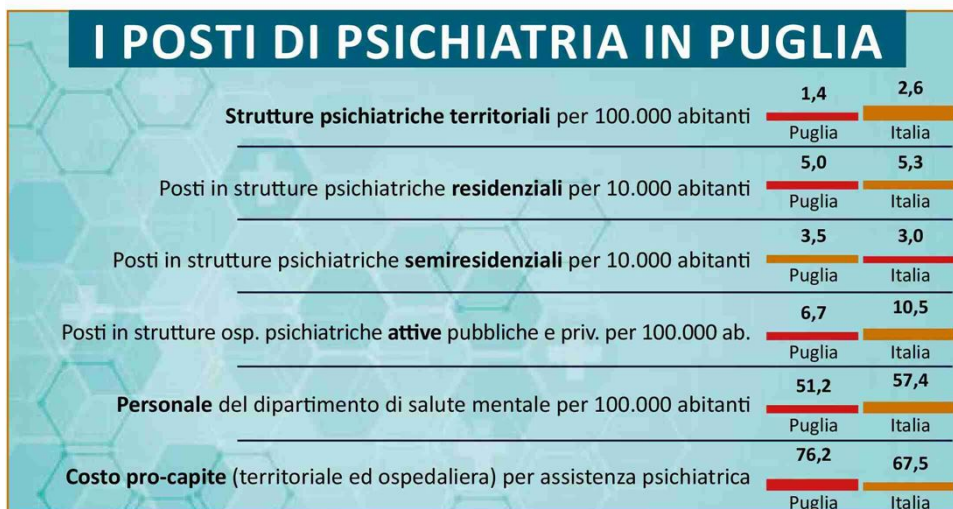 I POSTI DI PSICHIATRIA IN PUGLIA
Strutture psichiatriche territoriali per 100.000 abitanti
1,4 2,6
Puglia Italia
Posti in strutture psichiatriche residenziali per 10.000 abitanti
5,0 5,3
Puglia Italia
Posti in strutture psichiatriche semiresidenziali per 10.000 abitanti
3,5 3,0
Puglia Italia
Posti in strutture osp. psichiatriche attive pubbliche e priv. per 100.000 ab.
6,7 10,5
Puglia Italia
Personale del dipartimento di salute mentale per 100.000 abitanti
51,2 57,4
Puglia Italia
Costo pro-capite (territoriale ed ospedaliera) per assistenza psichiatrica
76,2 67,5
Puglia Italia